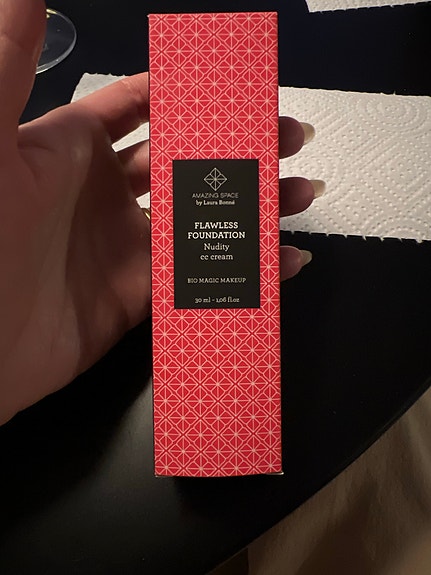 AMAZING SPACE
by Laura Bonné
FLAWLESS
FOUNDATION
Nudity
cc cream
BIO MAGIC MAKEUP
30 ml - 1,06 fl.oz